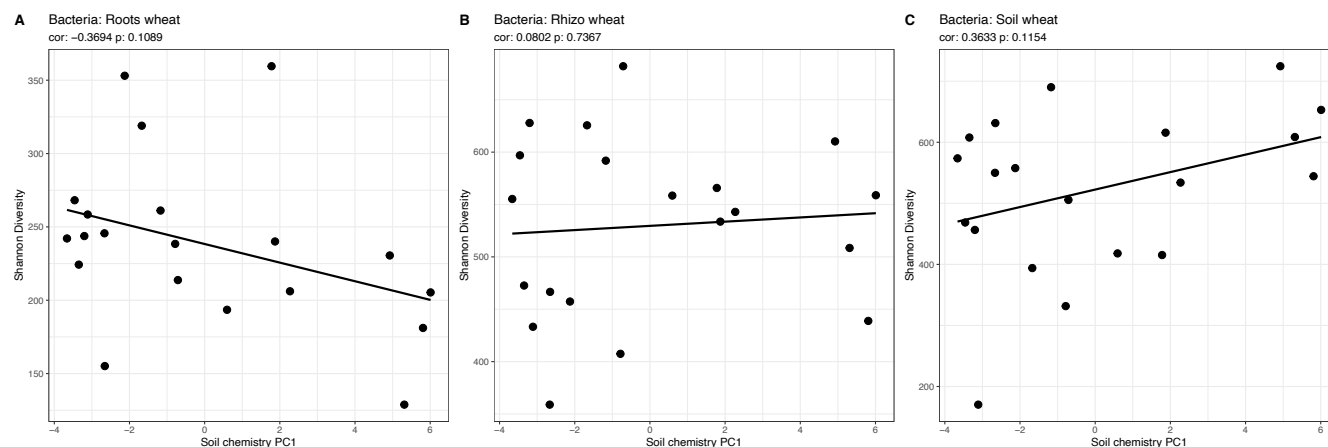 A
Bacteria: Roots wheat
cor: −0.3694 p: 0.1089
Shannon Diversity
350
300
250
200
150
−4 −2 0 2 4 6
Soil chemistry PC1
B
Bacteria: Rhizo wheat
cor: 0.0802 p: 0.7367
Shannon Diversity
600
500
400
−4 −2 0 2 4 6
Soil chemistry PC1
C
Bacteria: Soil wheat
cor: 0.3633 p: 0.1154
Shannon Diversity
600
400
200
−4 −2 0 2 4 6
Soil chemistry PC1